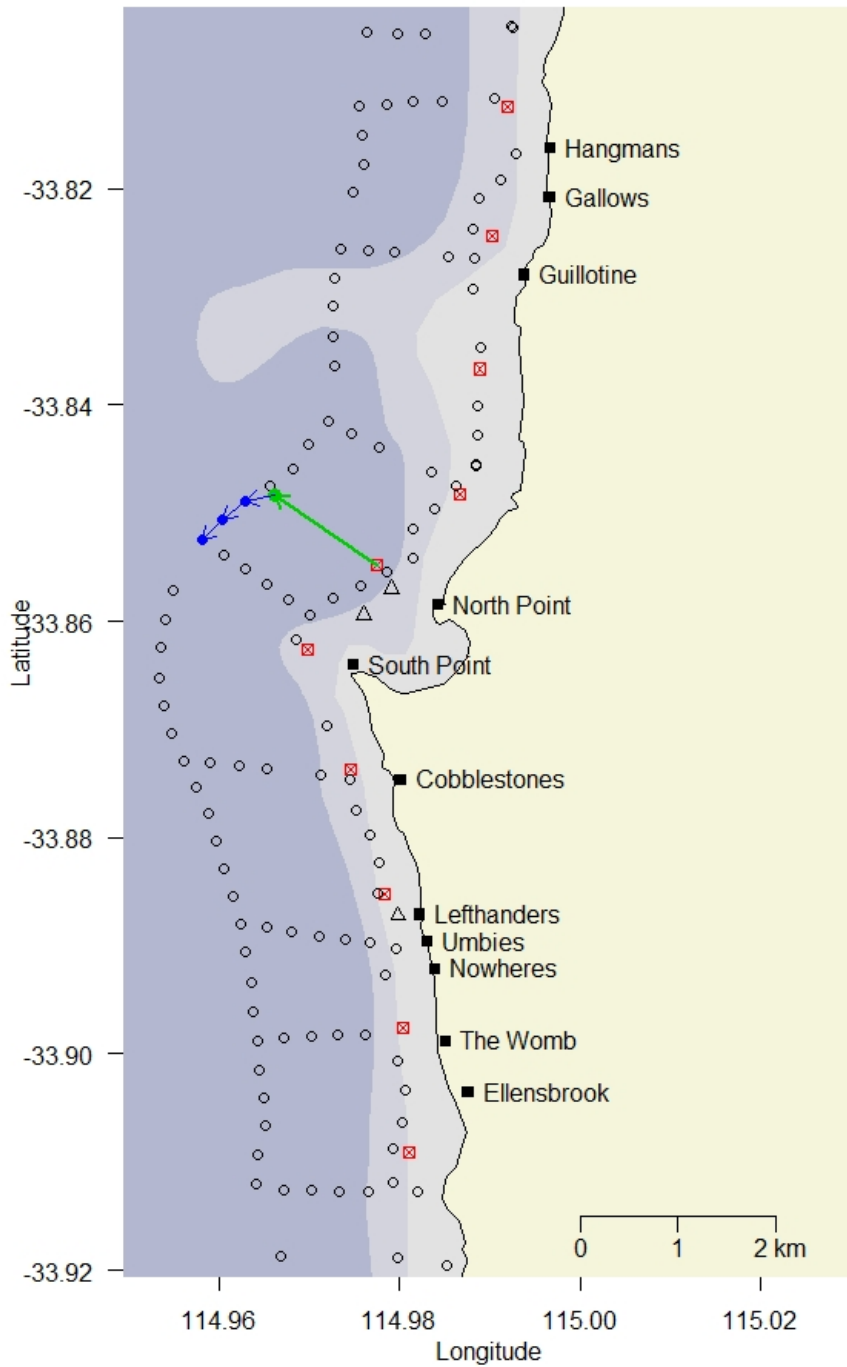 Hangmans
-33.82
Gallows
Guillotine
-33.84
North Point
-33.86
Latitude
South Point
Cobblestones
-33.88
Lefthanders
Umbies
Nowheres
The Womb
-33.90
Ellensbrook
0 1 2 km
-33.92
114.96 114.98 115.00 115.02
Longitude